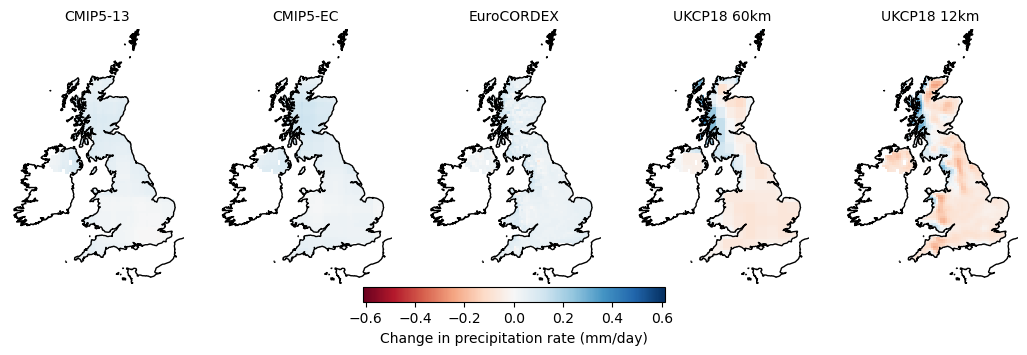 CMIP5-13 CMIP5-EC EuroCORDEX UKCP18 60km UKCP18 12km
−0.6 −0.4 −0.2 0.0 0.2 0.4 0.6
Change in precipitation rate (mm/day)